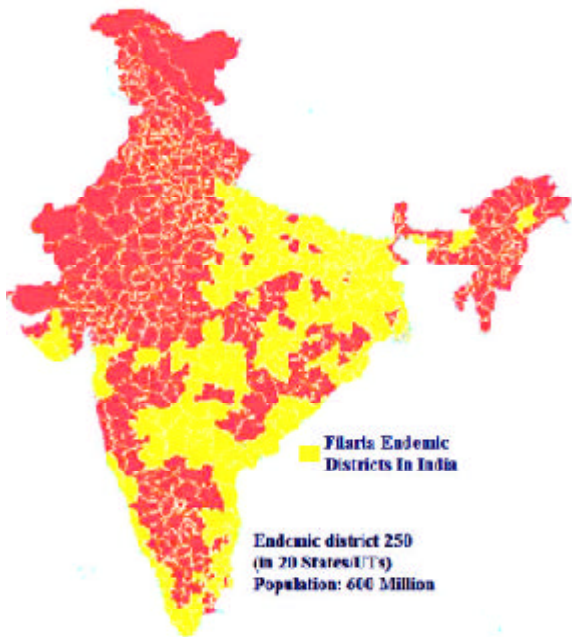 Filaria Endemic
Districts In India
Endemic district 250
(in 20 States/UTs)
Population: 600 Million